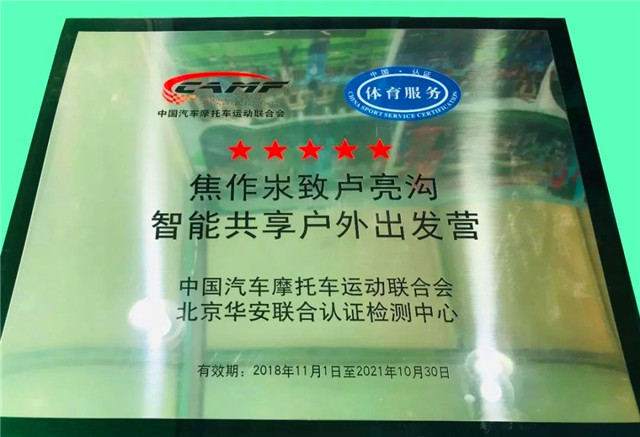 CAMF
中国汽车摩托车运动联合会
中国·认证
体育服务
CHINA SPORT SERVICE CERTIFICATION
焦作汖致卢亮沟
智能共享户外出发营
中国汽车摩托车运动联合会
北京华安联合认证检测中心
有效期：2018年11月1日至2021年10月30日